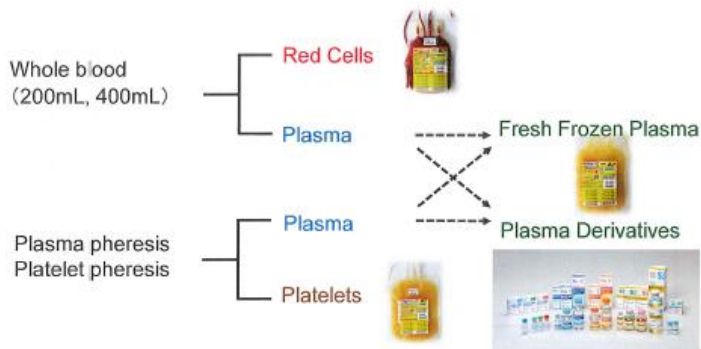 Whole blood
(200mL, 400mL)
Red Cells
Plasma
Fresh Frozen Plasma
Plasma pheresis
Platelet pheresis
Plasma
Platelets
Plasma Derivatives